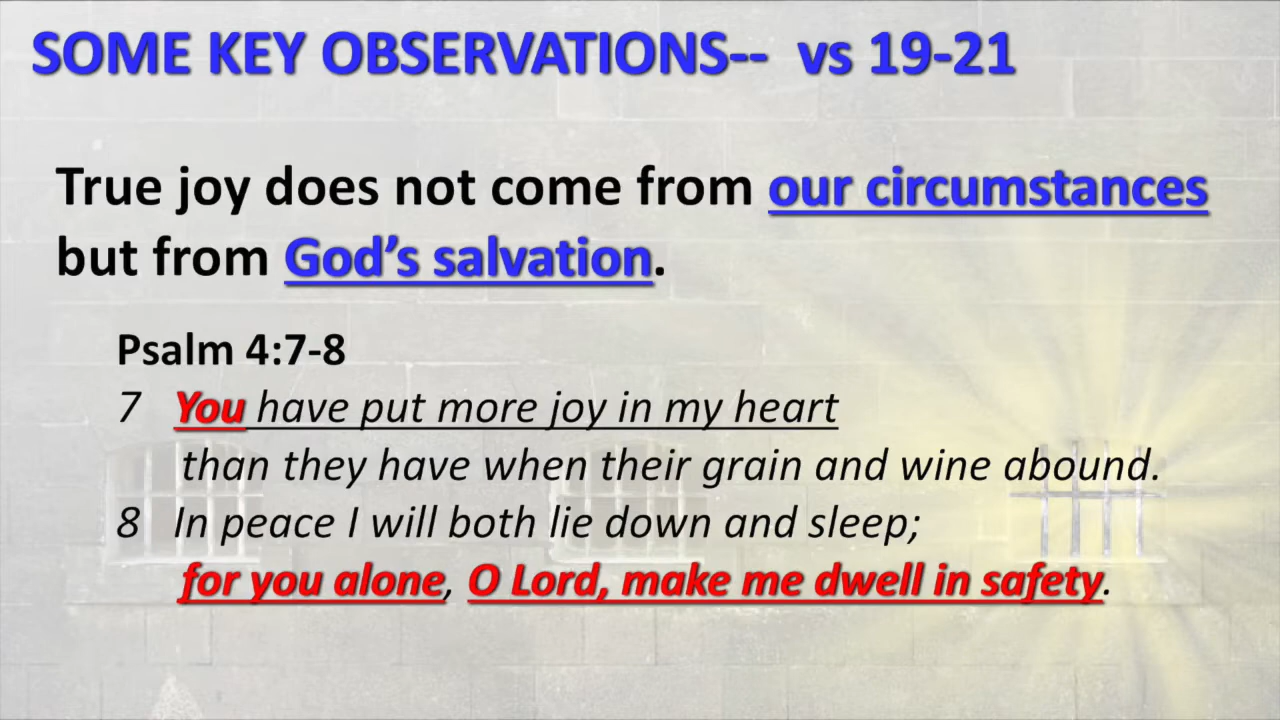 SOME KEY OBSERVATIONS-- vs 19-21
True joy does not come from our circumstances
but from God’s salvation.
Psalm 4:7-8
7 You have put more joy in my heart
than they have when their grain and wine abound.
8 In peace I will both lie down and sleep;
for you alone, O Lord, make me dwell in safety.